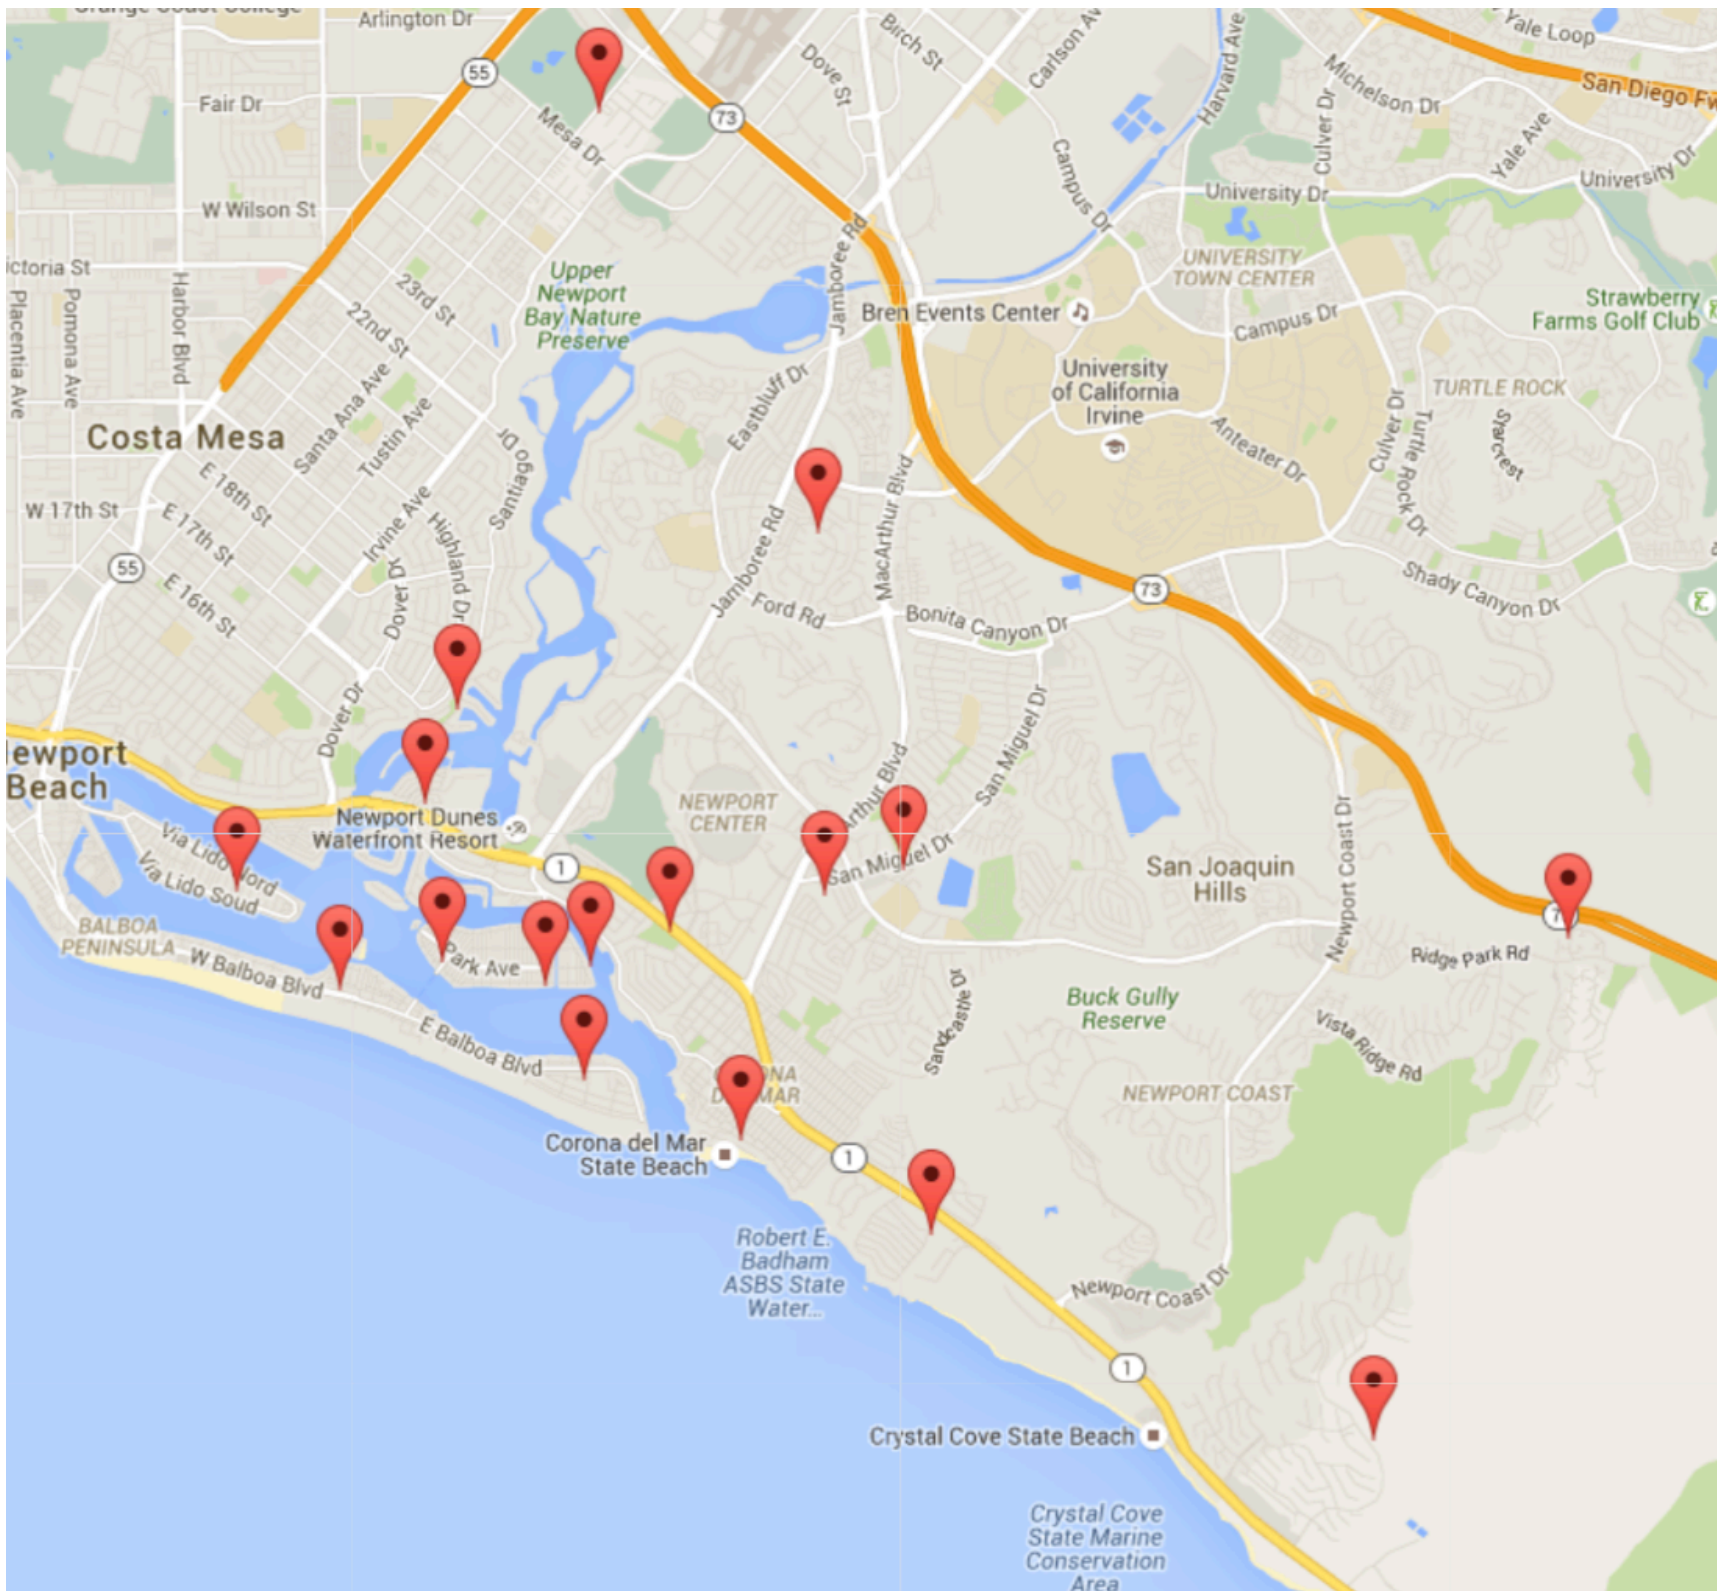 Orange Coast College
Arlington Dr
Birch St
Carlson Av
Harvard Ave
Yale Loop
55
Dove St
Michelson Dr
San Diego Fw
Fair Dr
Mesa Dr
73
Culver Dr
Yale Ave
Campus Dr
University Dr
University Dr
W Wilson St
Jamboree Rd
ictoria St
Placentia Ave
Pomona Ave
Harbor Blvd
23rd St
22nd St
Upper
Newport
Bay Nature
Preserve
UNIVERSITY
TOWN CENTER
Bren Events Center
Campus Dr
Strawberry
Farms Golf Club
University
of California
Irvine
TURTLE ROCK
Eastbluff Dr
Santa Ana Ave
Tustin Ave
Costa Mesa
Santiago Dr
Anteater Dr
Culver Dr
Turtle Rock Dr
Starcrest
E 18th St
W 17th St
E 17th St
Irvine Ave
Highland Dr
MacArthur Blvd
Jamboree Rd
55
E 16th St
Dover Dr
Ford Rd
Bonita Canyon Dr
73
Shady Canyon Dr
Dover Dr
San Miguel Dr
ewport
Beach
Newport Dunes
Waterfront Resort
NEWPORT
CENTER
Arthur Blvd
San Miguel Dr
Newport Coast Dr
Via Lido Nord
Via Lido Soud
1
San Joaquin
Hills
BALBOA
PENINSULA
W Balboa Blvd
Park Ave
E Balboa Blvd
Sandcastle Dr
Buck Gully
Reserve
Ridge Park Rd
Vista Ridge Rd
NEWPORT COAST
Corona del Mar
State Beach
1
Robert E.
Badham
ASBS State
Water...
Newport Coast Dr
1
Crystal Cove State Beach
Crystal Cove
State Marine
Conservation
Area